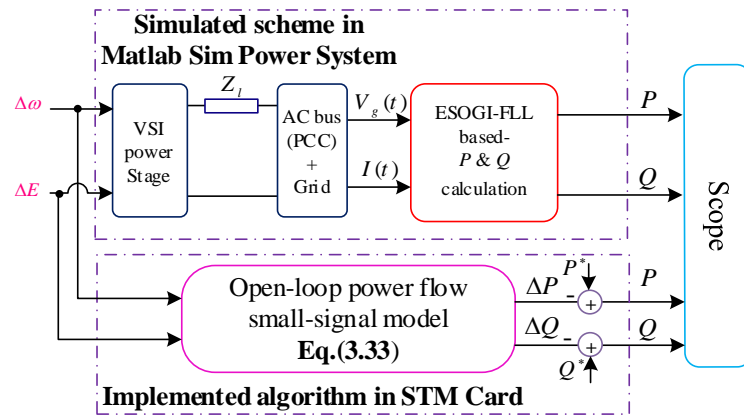 Simulated scheme in
Matlab Sim Power System
Δω
ΔE
VSI
power
Stage
Z_l
AC bus
(PCC)
+
Grid
V_g(t)
I(t)
ESOGI-FLL
based-
P & Q
calculation
P
Q
Scope
Open-loop power flow
small-signal model
Eq.(3.33)
ΔP
P*
-
+
P
ΔQ
-
+
Q*
Q
Implemented algorithm in STM Card